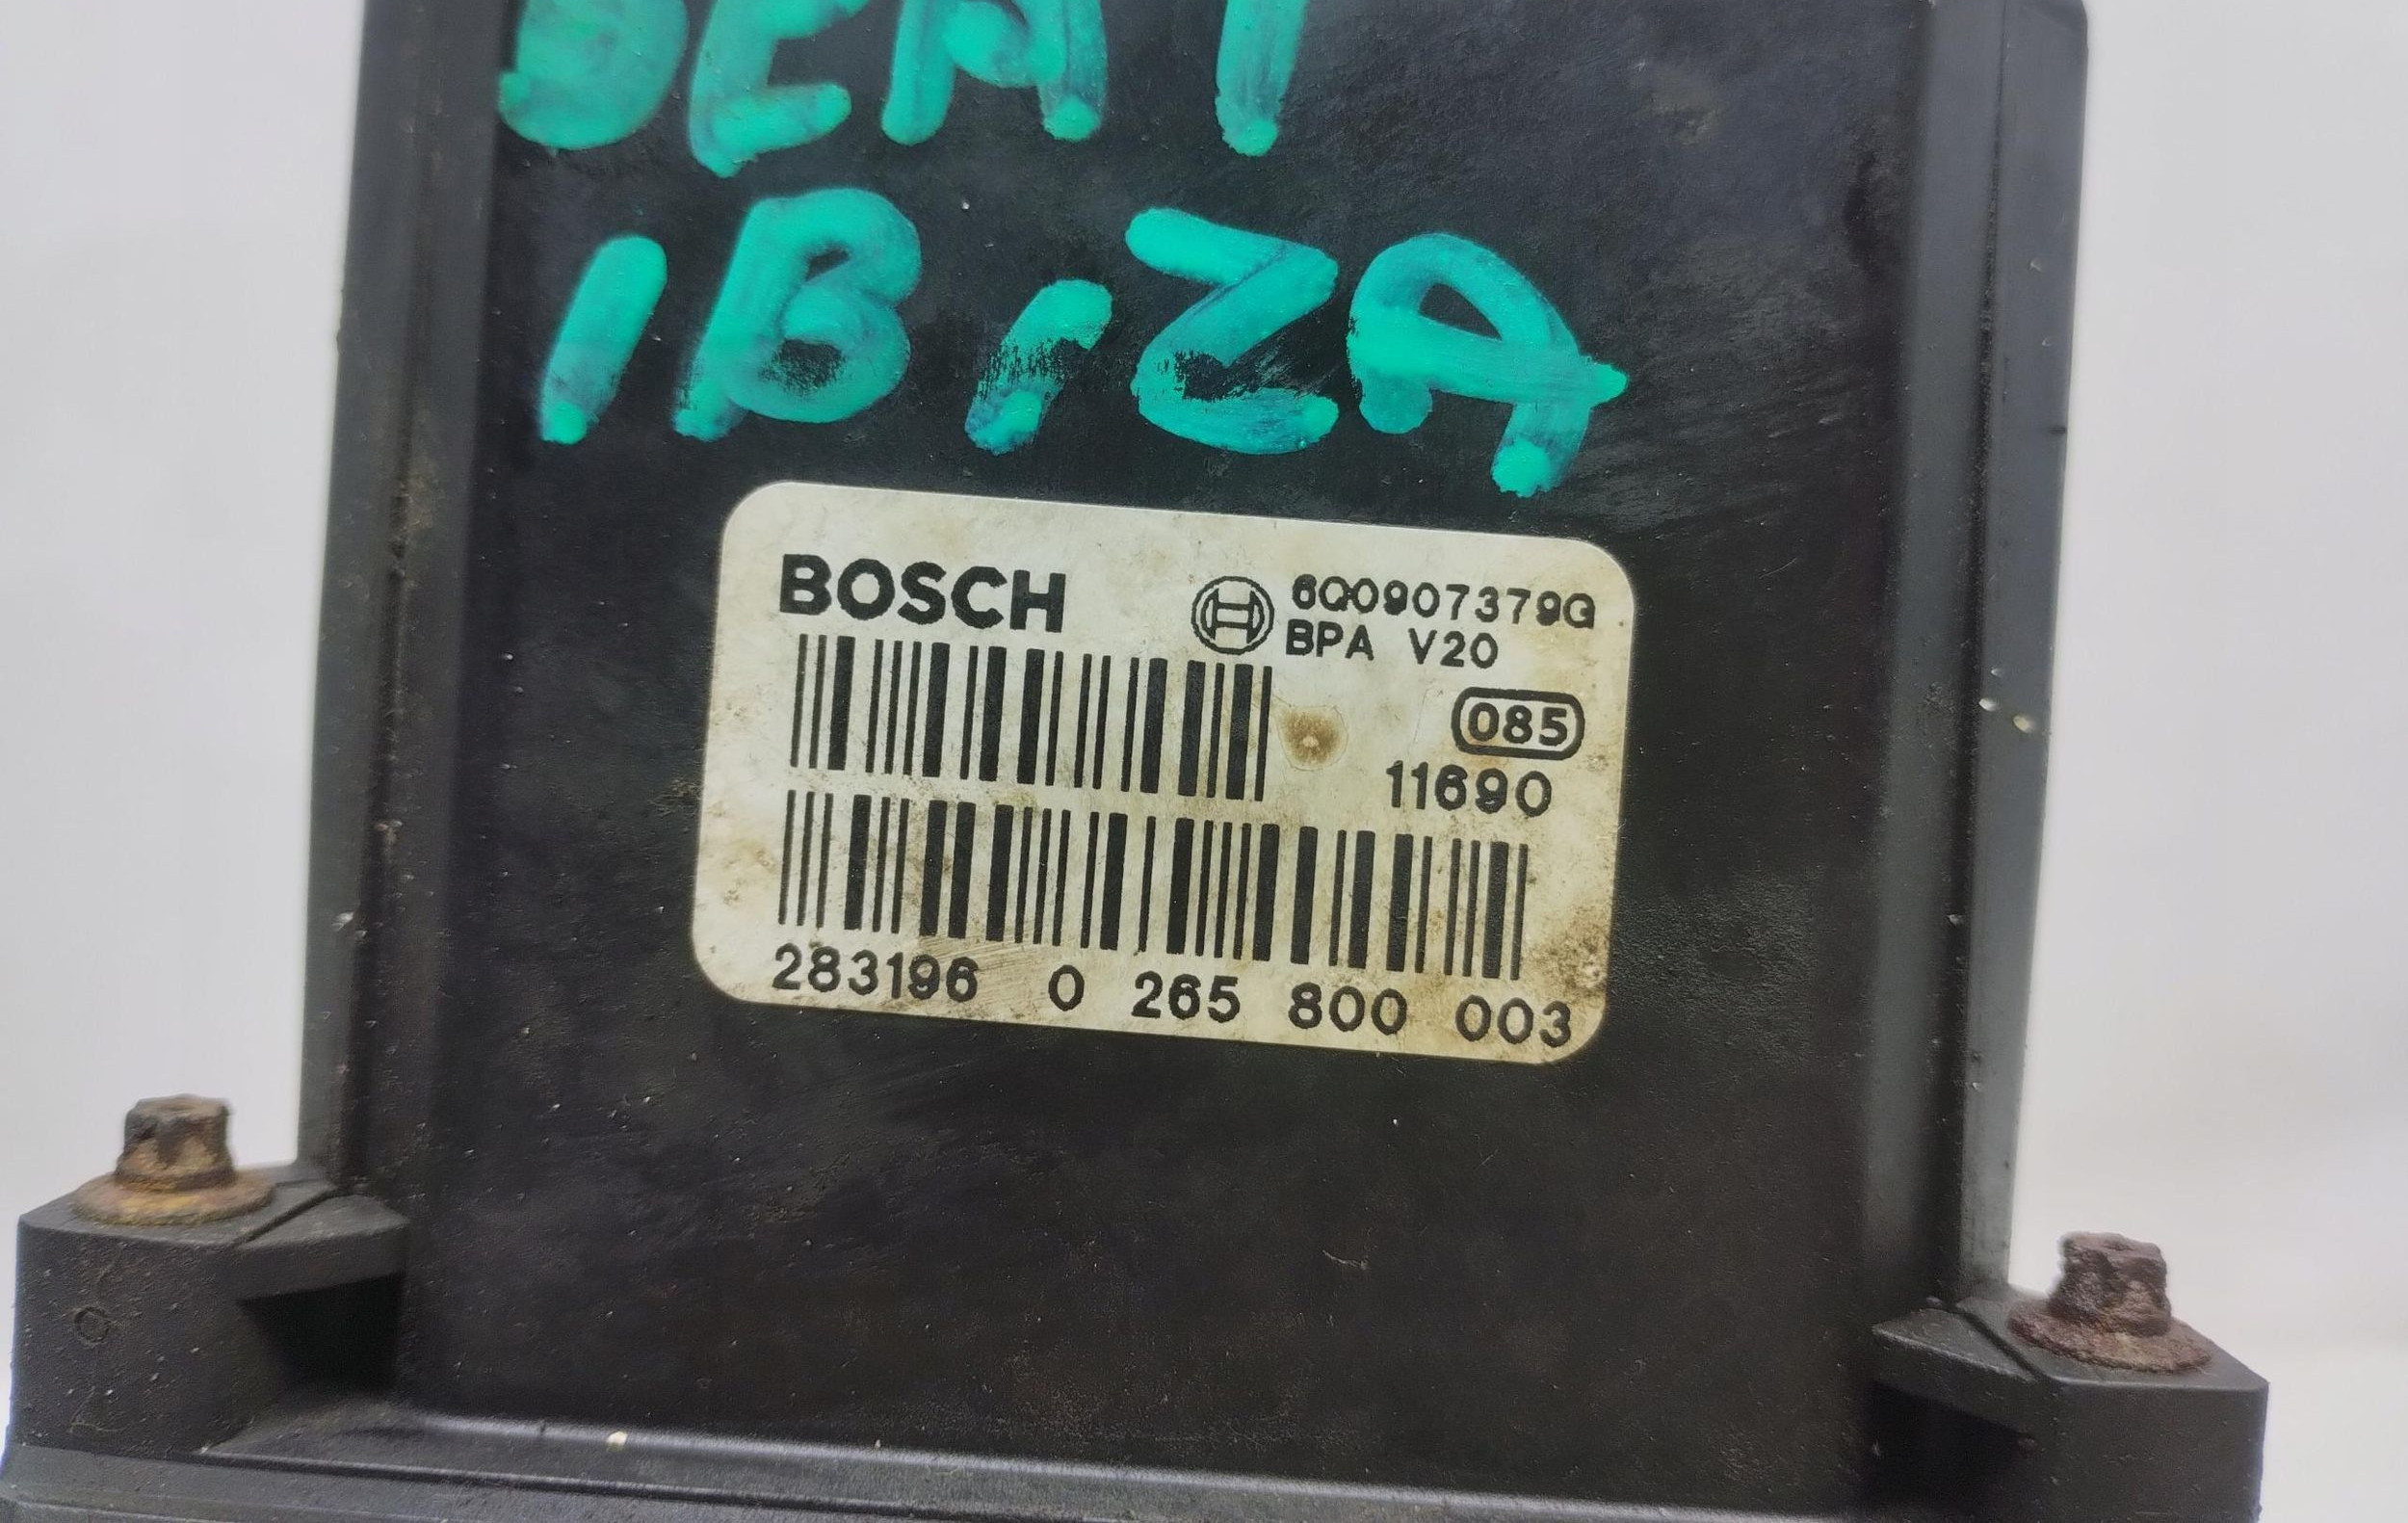 SEAT
IBIZA
BOSCH
6Q0907379G
BPA V20
085
11690
283196 0 265 800 003